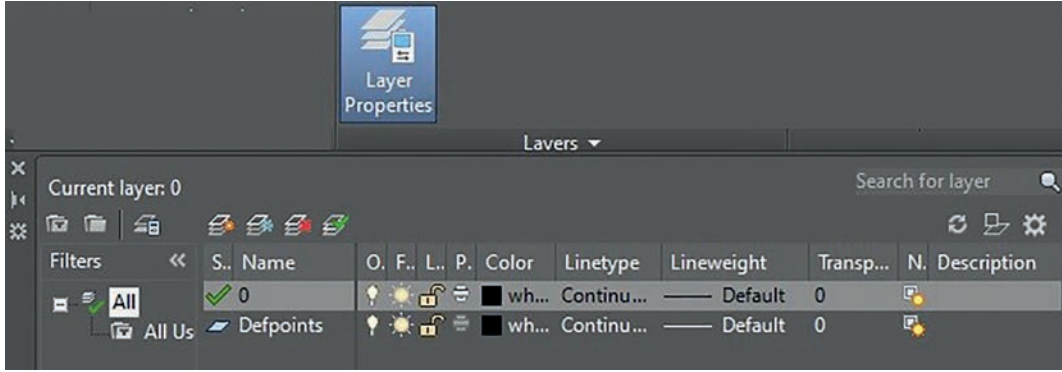 Layer
Properties
Layers
Current layer: 0
Search for layer
Filters S.. Name O. F.. L.. P. Color Linetype Lineweight Transp... N. Description
All 0 wh... Continu... Default 0
All Us Defpoints wh... Continu... Default 0